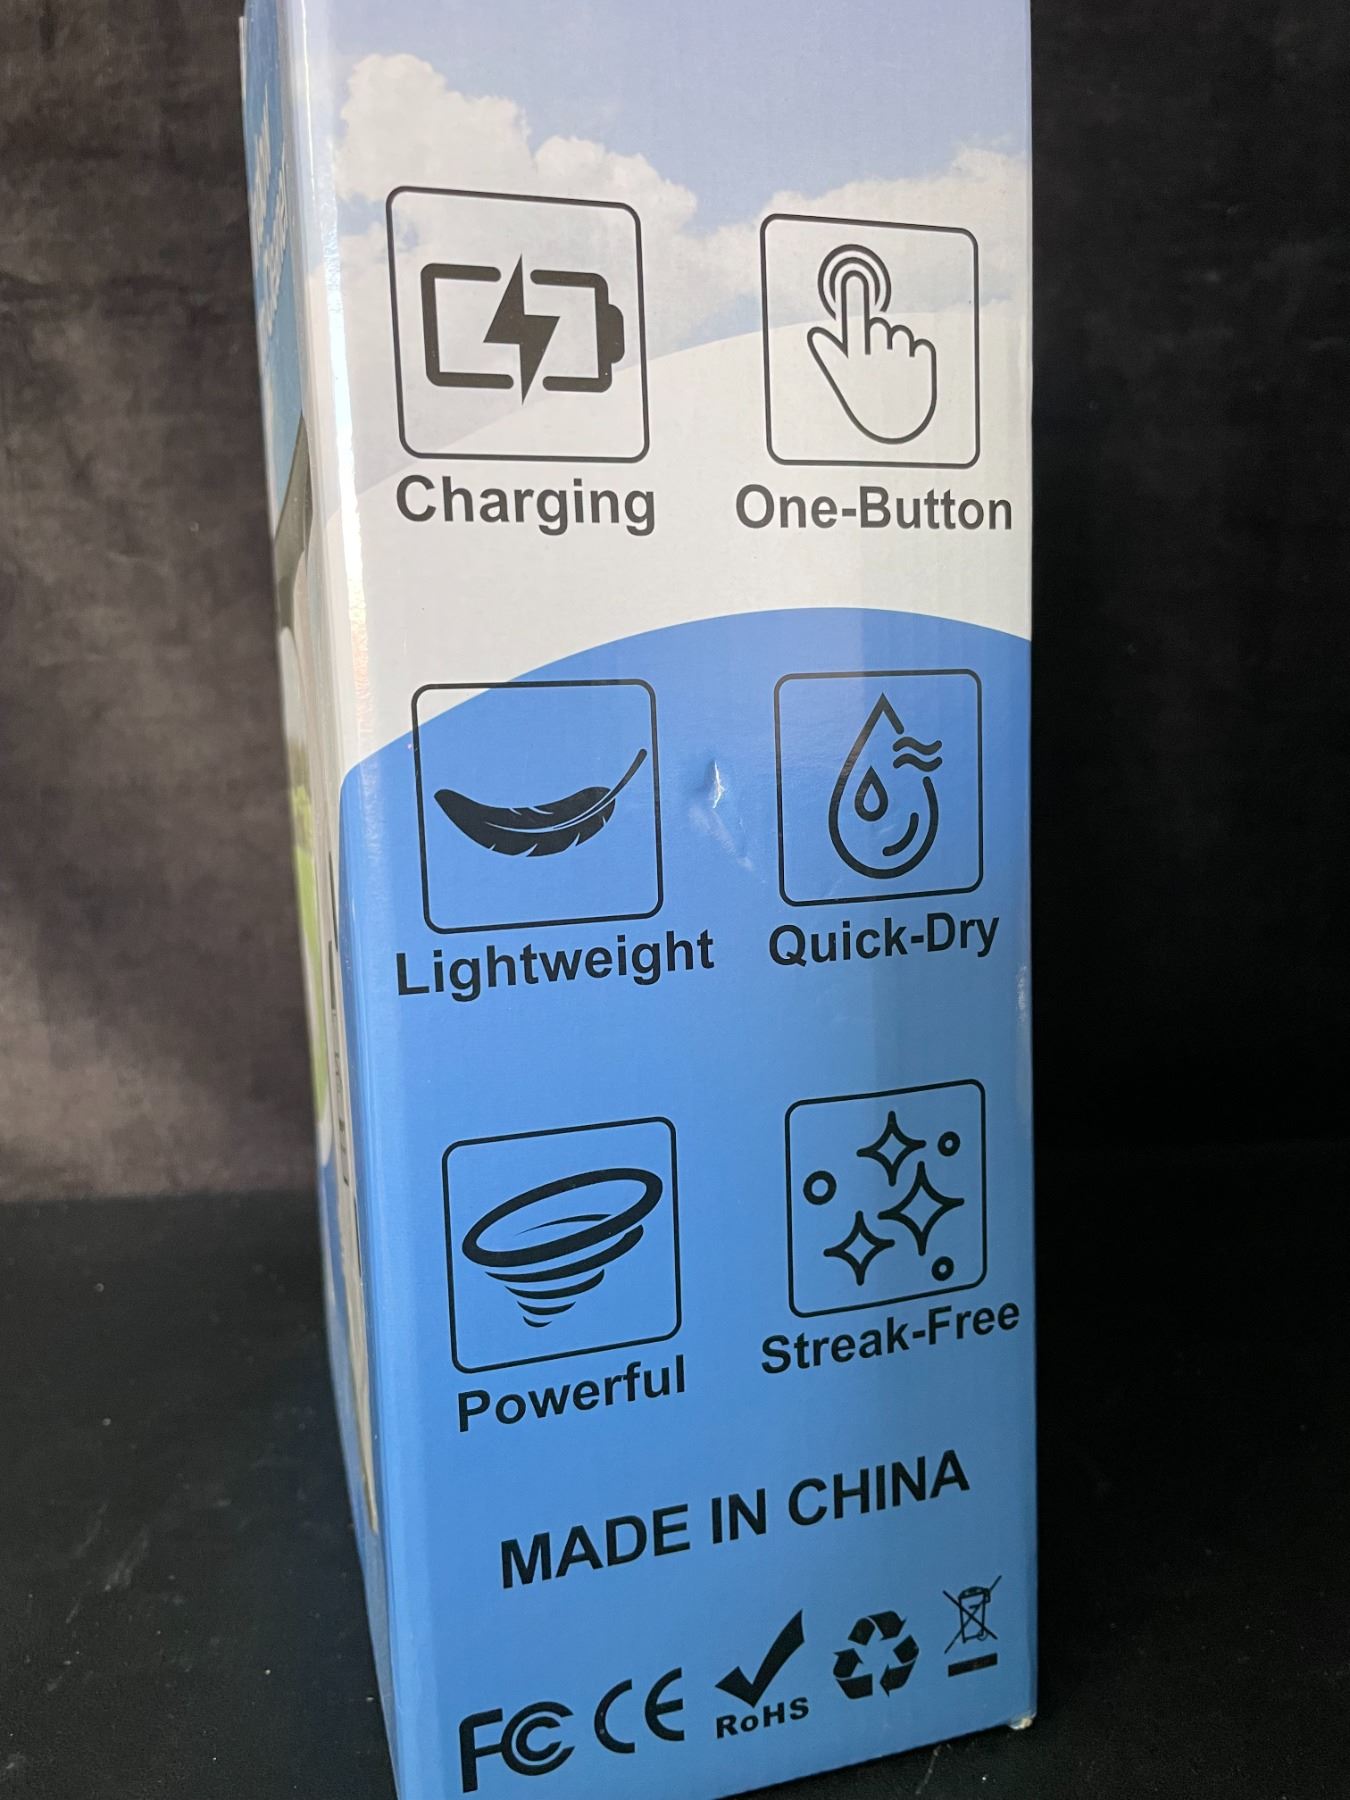 Charging One-Button
Lightweight Quick-Dry
Powerful Streak-Free
MADE IN CHINA
FC CE RoHS